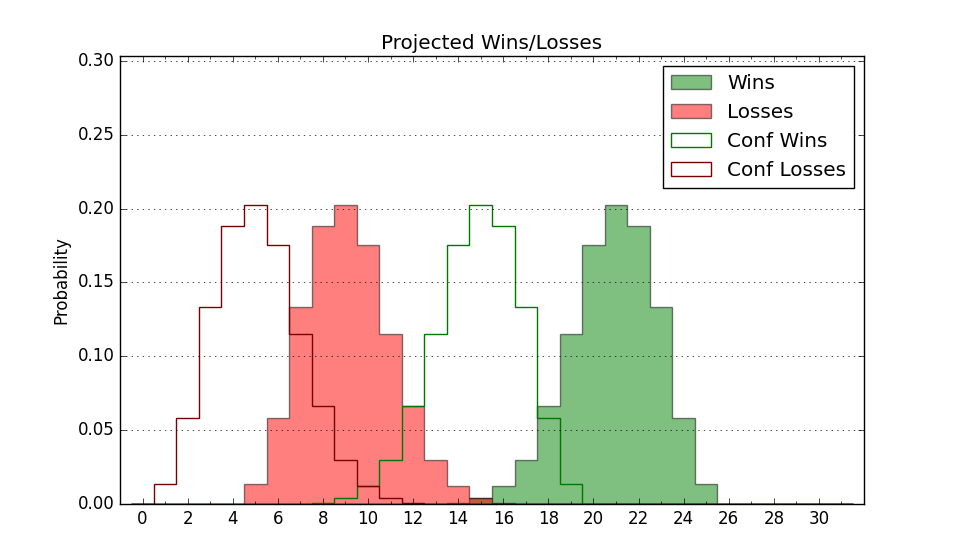 Projected Wins/Losses
Wins
Losses
Conf Wins
Conf Losses
Probability
0.30
0.25
0.20
0.15
0.10
0.05
0.00
0 2 4 6 8 10 12 14 16 18 20 22 24 26 28 30